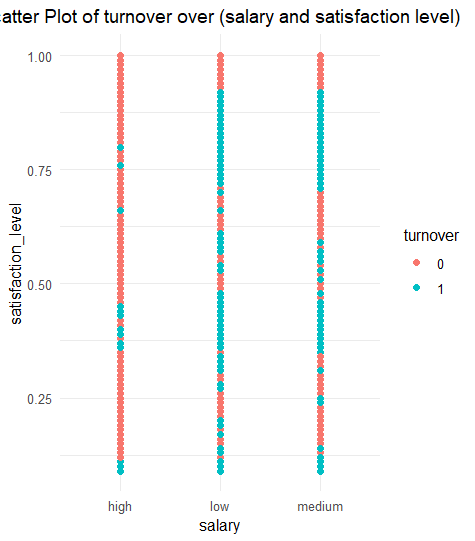 atter Plot of turnover over (salary and satisfaction level)
1.00
0.75
0.50
0.25
satisfaction_level
high low medium
salary
turnover
0
1